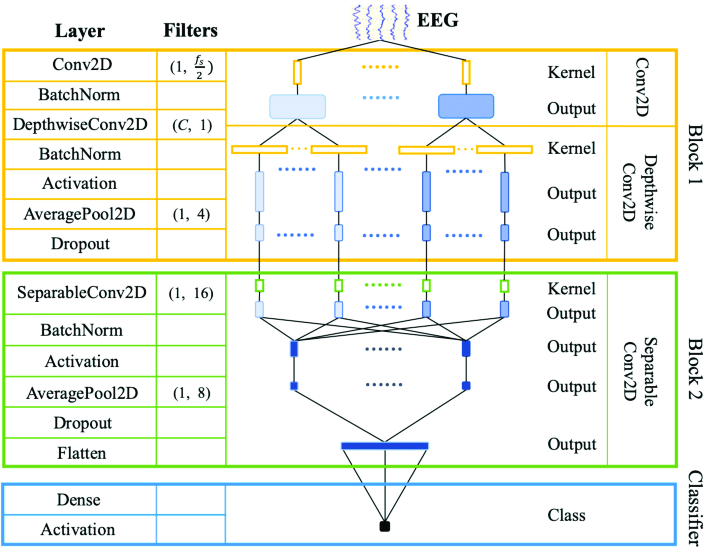 EEG
Layer Filters
Conv2D (1, fs/2) Kernel Conv2D
BatchNorm Output
DepthwiseConv2D (C, 1) Kernel Depthwise Conv2D Block 1
BatchNorm
Activation Output
AveragePool2D (1, 4) Output
Dropout
SeparableConv2D (1, 16) Kernel Separable Conv2D Block 2
Output
BatchNorm Output
Activation
AveragePool2D (1, 8) Output
Dropout
Flatten Output
Dense Class Classifier
Activation